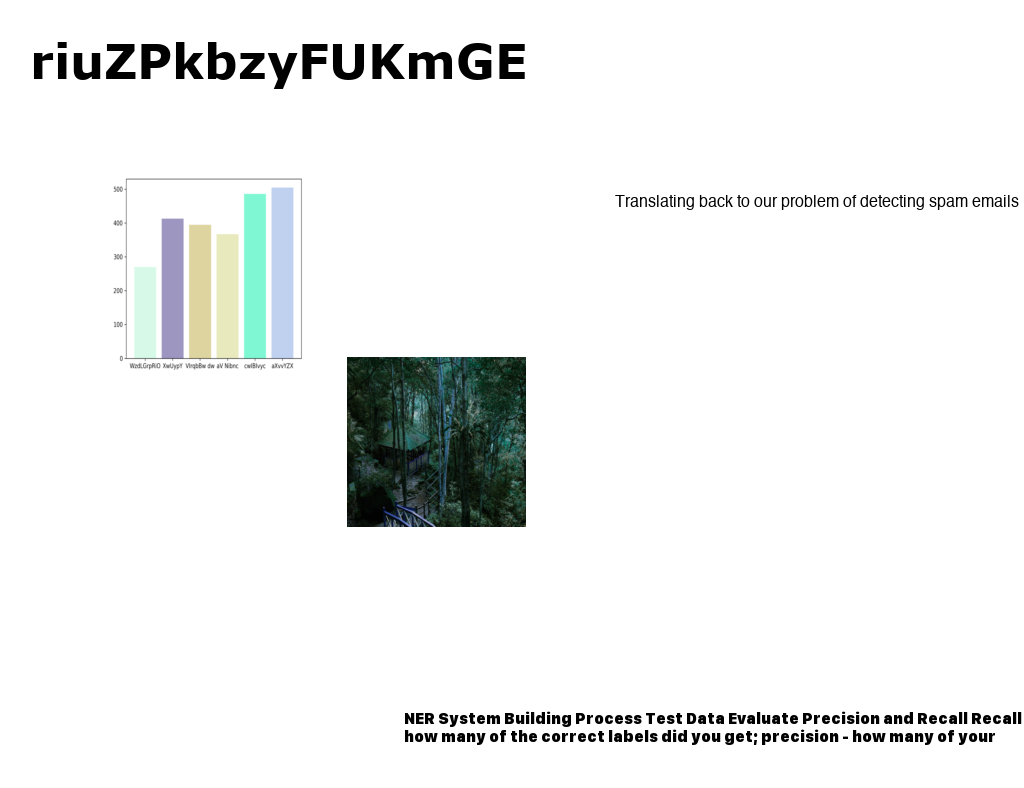 riuZPkbzyFUKmGE
Translating back to our problem of detecting spam emails
500
400
300
200
100
0
WzdLGrpRiO XwUypY VlrqbBw dw aV Nibnc cwlBlvyc aXvvYZX
NER System Building Process Test Data Evaluate Precision and Recall Recall
how many of the correct labels did you get; precision - how many of your